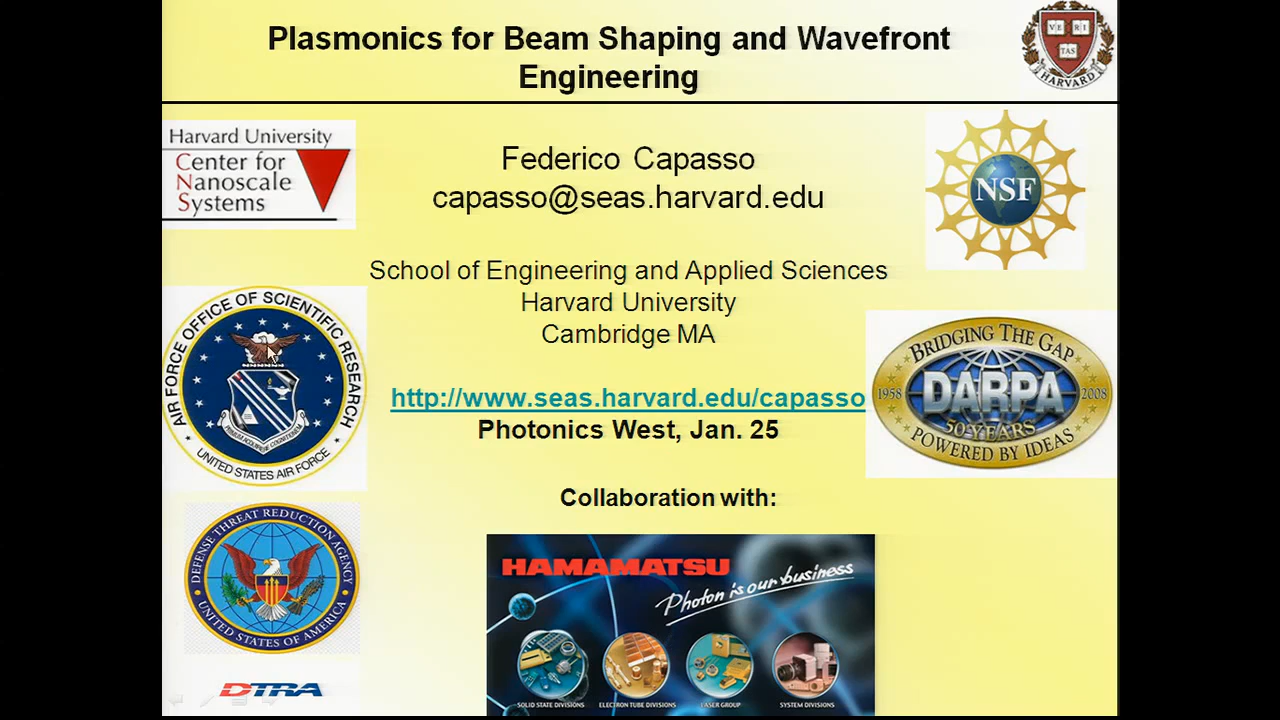 Plasmonics for Beam Shaping and Wavefront
Engineering
VE RI
TAS
HARVARD
Harvard University
Center for
Nanoscale
Systems
Federico Capasso
capasso@seas.harvard.edu
NSF
School of Engineering and Applied Sciences
Harvard University
Cambridge MA
AIR FORCE OFFICE OF SCIENTIFIC RESEARCH
UNITED STATES AIR FORCE
BRIDGING THE GAP
1958 DARPA 2008
50 YEARS
POWERED BY IDEAS
http://www.seas.harvard.edu/capasso
Photonics West, Jan. 25
Collaboration with:
DEFENSE THREAT REDUCTION AGENCY
UNITED STATES OF AMERICA
DTRA
HAMAMATSU
Photon is our business
SOLID STATE DIVISIONS ELECTRON TUBE DIVISIONS LASER GROUP SYSTEM DIVISIONS